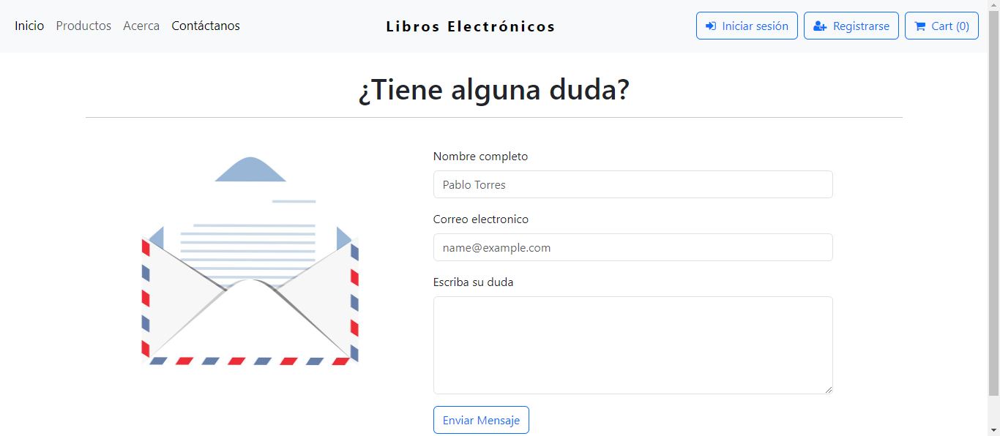 Inicio Productos Acerca Contáctanos Libros Electrónicos Iniciar sesión Registrarse Cart (0)
¿Tiene alguna duda?
Nombre completo
Pablo Torres
Correo electronico
name@example.com
Escriba su duda
Enviar Mensaje